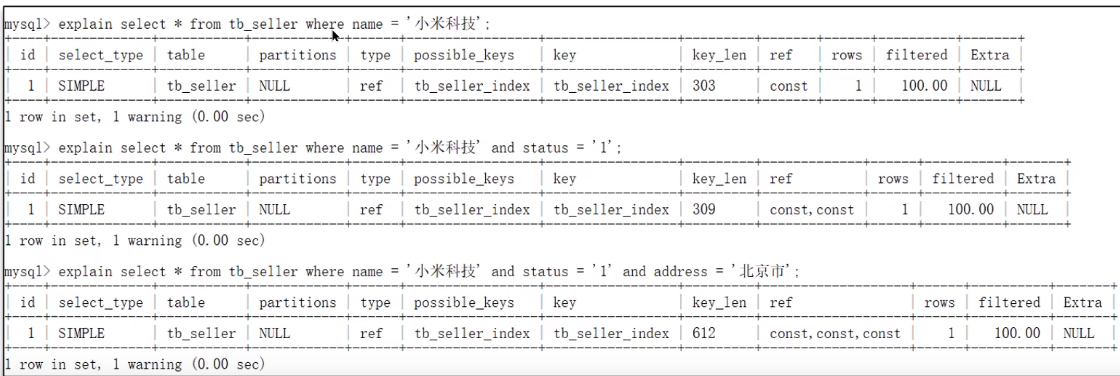 mysql> explain select * from tb_seller where name = '小米科技';
+----+-------------+-----------+------------+------+-----------------+-----------------+---------+-------+------+----------+-------+
| id | select_type | table | partitions | type | possible_keys | key | key_len | ref | rows | filtered | Extra |
| 1 | SIMPLE | tb_seller | NULL | ref | tb_seller_index | tb_seller_index | 303 | const | 1 | 100.00 | NULL |
1 row in set, 1 warning (0.00 sec)
mysql> explain select * from tb_seller where name = '小米科技' and status = '1';
| id | select_type | table | partitions | type | possible_keys | key | key_len | ref | rows | filtered | Extra |
| 1 | SIMPLE | tb_seller | NULL | ref | tb_seller_index | tb_seller_index | 309 | const,const | 1 | 100.00 | NULL |
1 row in set, 1 warning (0.00 sec)
mysql> explain select * from tb_seller where name = '小米科技' and status = '1' and address = '北京市';
| id | select_type | table | partitions | type | possible_keys | key | key_len | ref | rows | filtered | Extra |
| 1 | SIMPLE | tb_seller | NULL | ref | tb_seller_index | tb_seller_index | 612 | const,const,const | 1 | 100.00 | NULL |
1 row in set, 1 warning (0.00 sec)